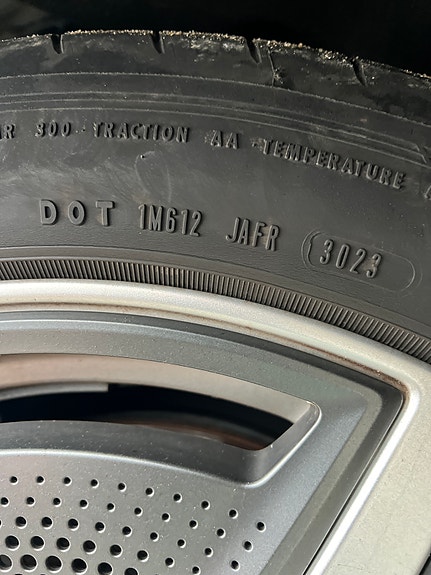 300 TRACTION AA TEMPERATURE
DOT 1M612 JAFR 3023